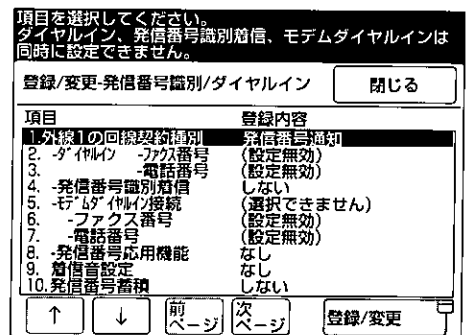 項目を選択してください。
ダイヤルイン、発信番号識別着信、モデムダイヤルインは
同時に設定できません。
登録/変更-発信番号識別/ダイヤルイン 閉じる
項目 登録内容
1.外線1の回線契約種別 発信番号通知
2. -ﾀﾞｲﾔﾙｲﾝ -ﾌｧｸｽ番号 (設定無効)
3. -電話番号 (設定無効)
4. -発信番号識別着信 しない
5. -ﾓﾃﾞﾑﾀﾞｲﾔﾙｲﾝ接続 (選択できません)
6. -ファクス番号 (設定無効)
7. -電話番号 (設定無効)
8. -発信番号応用機能 なし
9. 着信音設定 なし
10.発信番号蓄積 しない
↑ ↓ 前ページ 次ページ 登録/変更